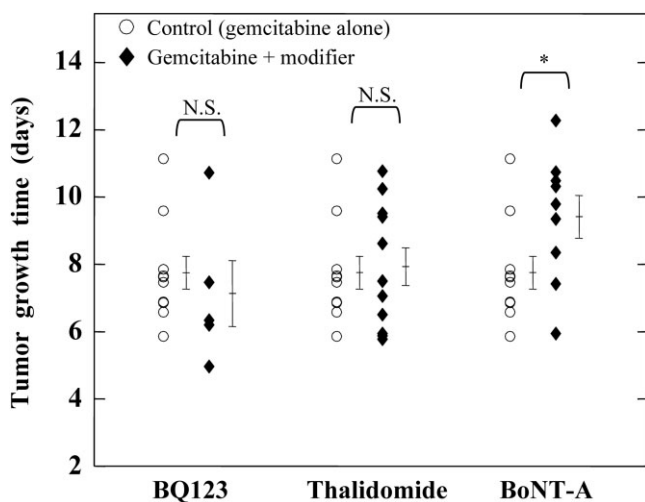 Control (gemcitabine alone)
Gemcitabine + modifier
N.S.
N.S.
*
Tumor growth time (days)
14
12
10
8
6
4
2
BQ123
Thalidomide
BoNT-A